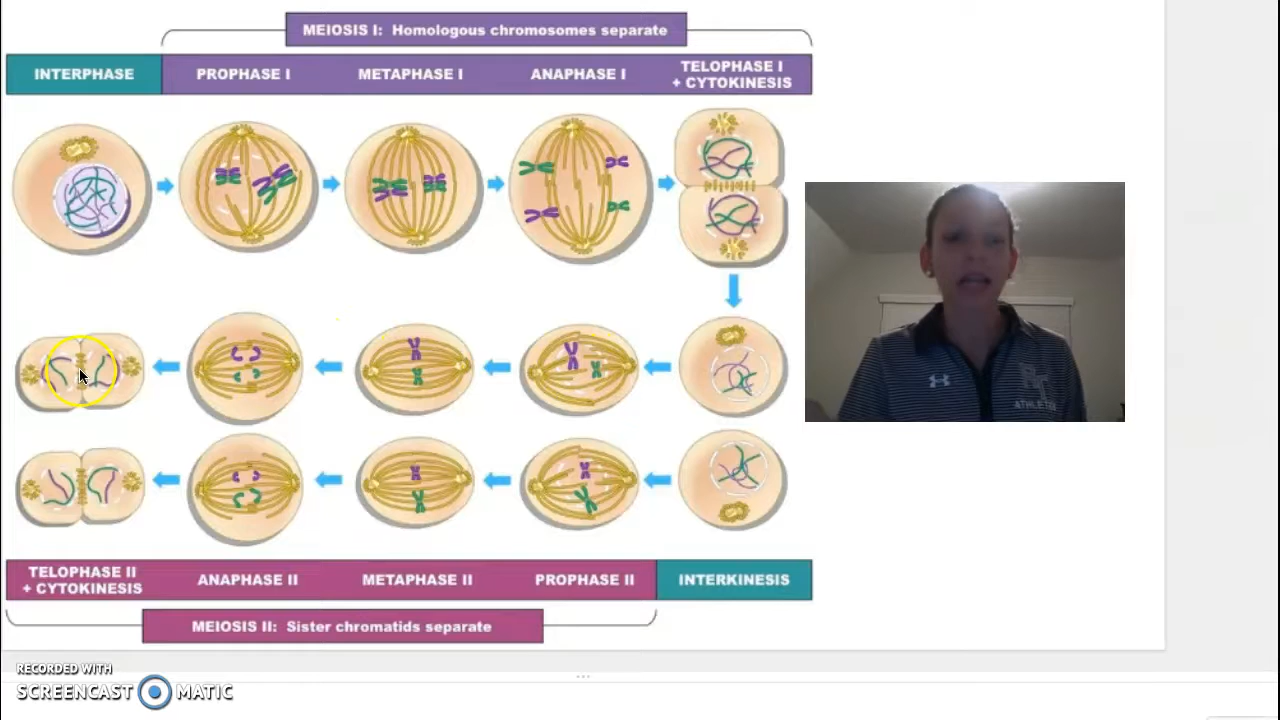 MEIOSIS I: Homologous chromosomes separate
INTERPHASE
PROPHASE I
METAPHASE I
ANAPHASE I
TELOPHASE I
+ CYTOKINESIS
TELOPHASE II
+ CYTOKINESIS
ANAPHASE II
METAPHASE II
PROPHASE II
INTERKINESIS
MEIOSIS II: Sister chromatids separate
RECORDED WITH
SCREENCAST MATIC